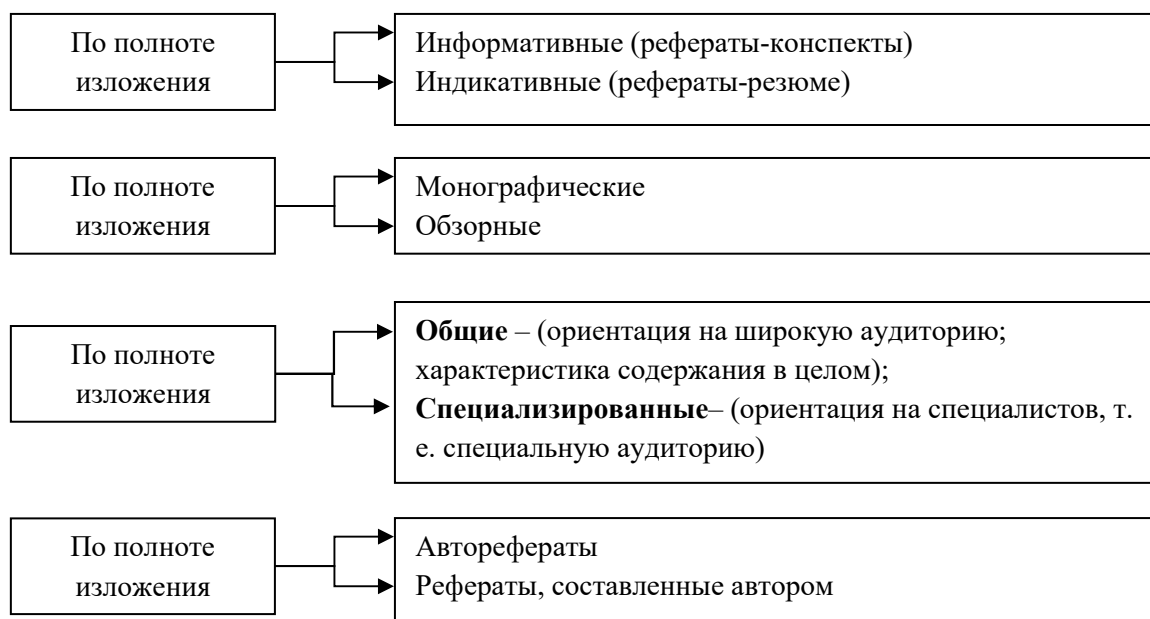 По полноте
изложения
Информативные (рефераты-конспекты)
Индикативные (рефераты-резюме)
По полноте
изложения
Монографические
Обзорные
По полноте
изложения
Общие – (ориентация на широкую аудиторию;
характеристика содержания в целом);
Специализированные– (ориентация на специалистов, т.
е. специальную аудиторию)
По полноте
изложения
Авторефераты
Рефераты, составленные автором